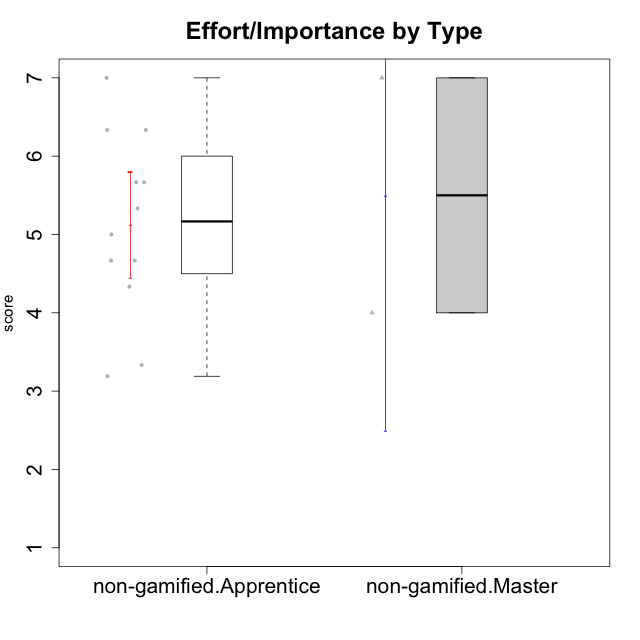 Effort/Importance by Type
score
7
6
5
4
3
2
1
non-gamified.Apprentice
non-gamified.Master